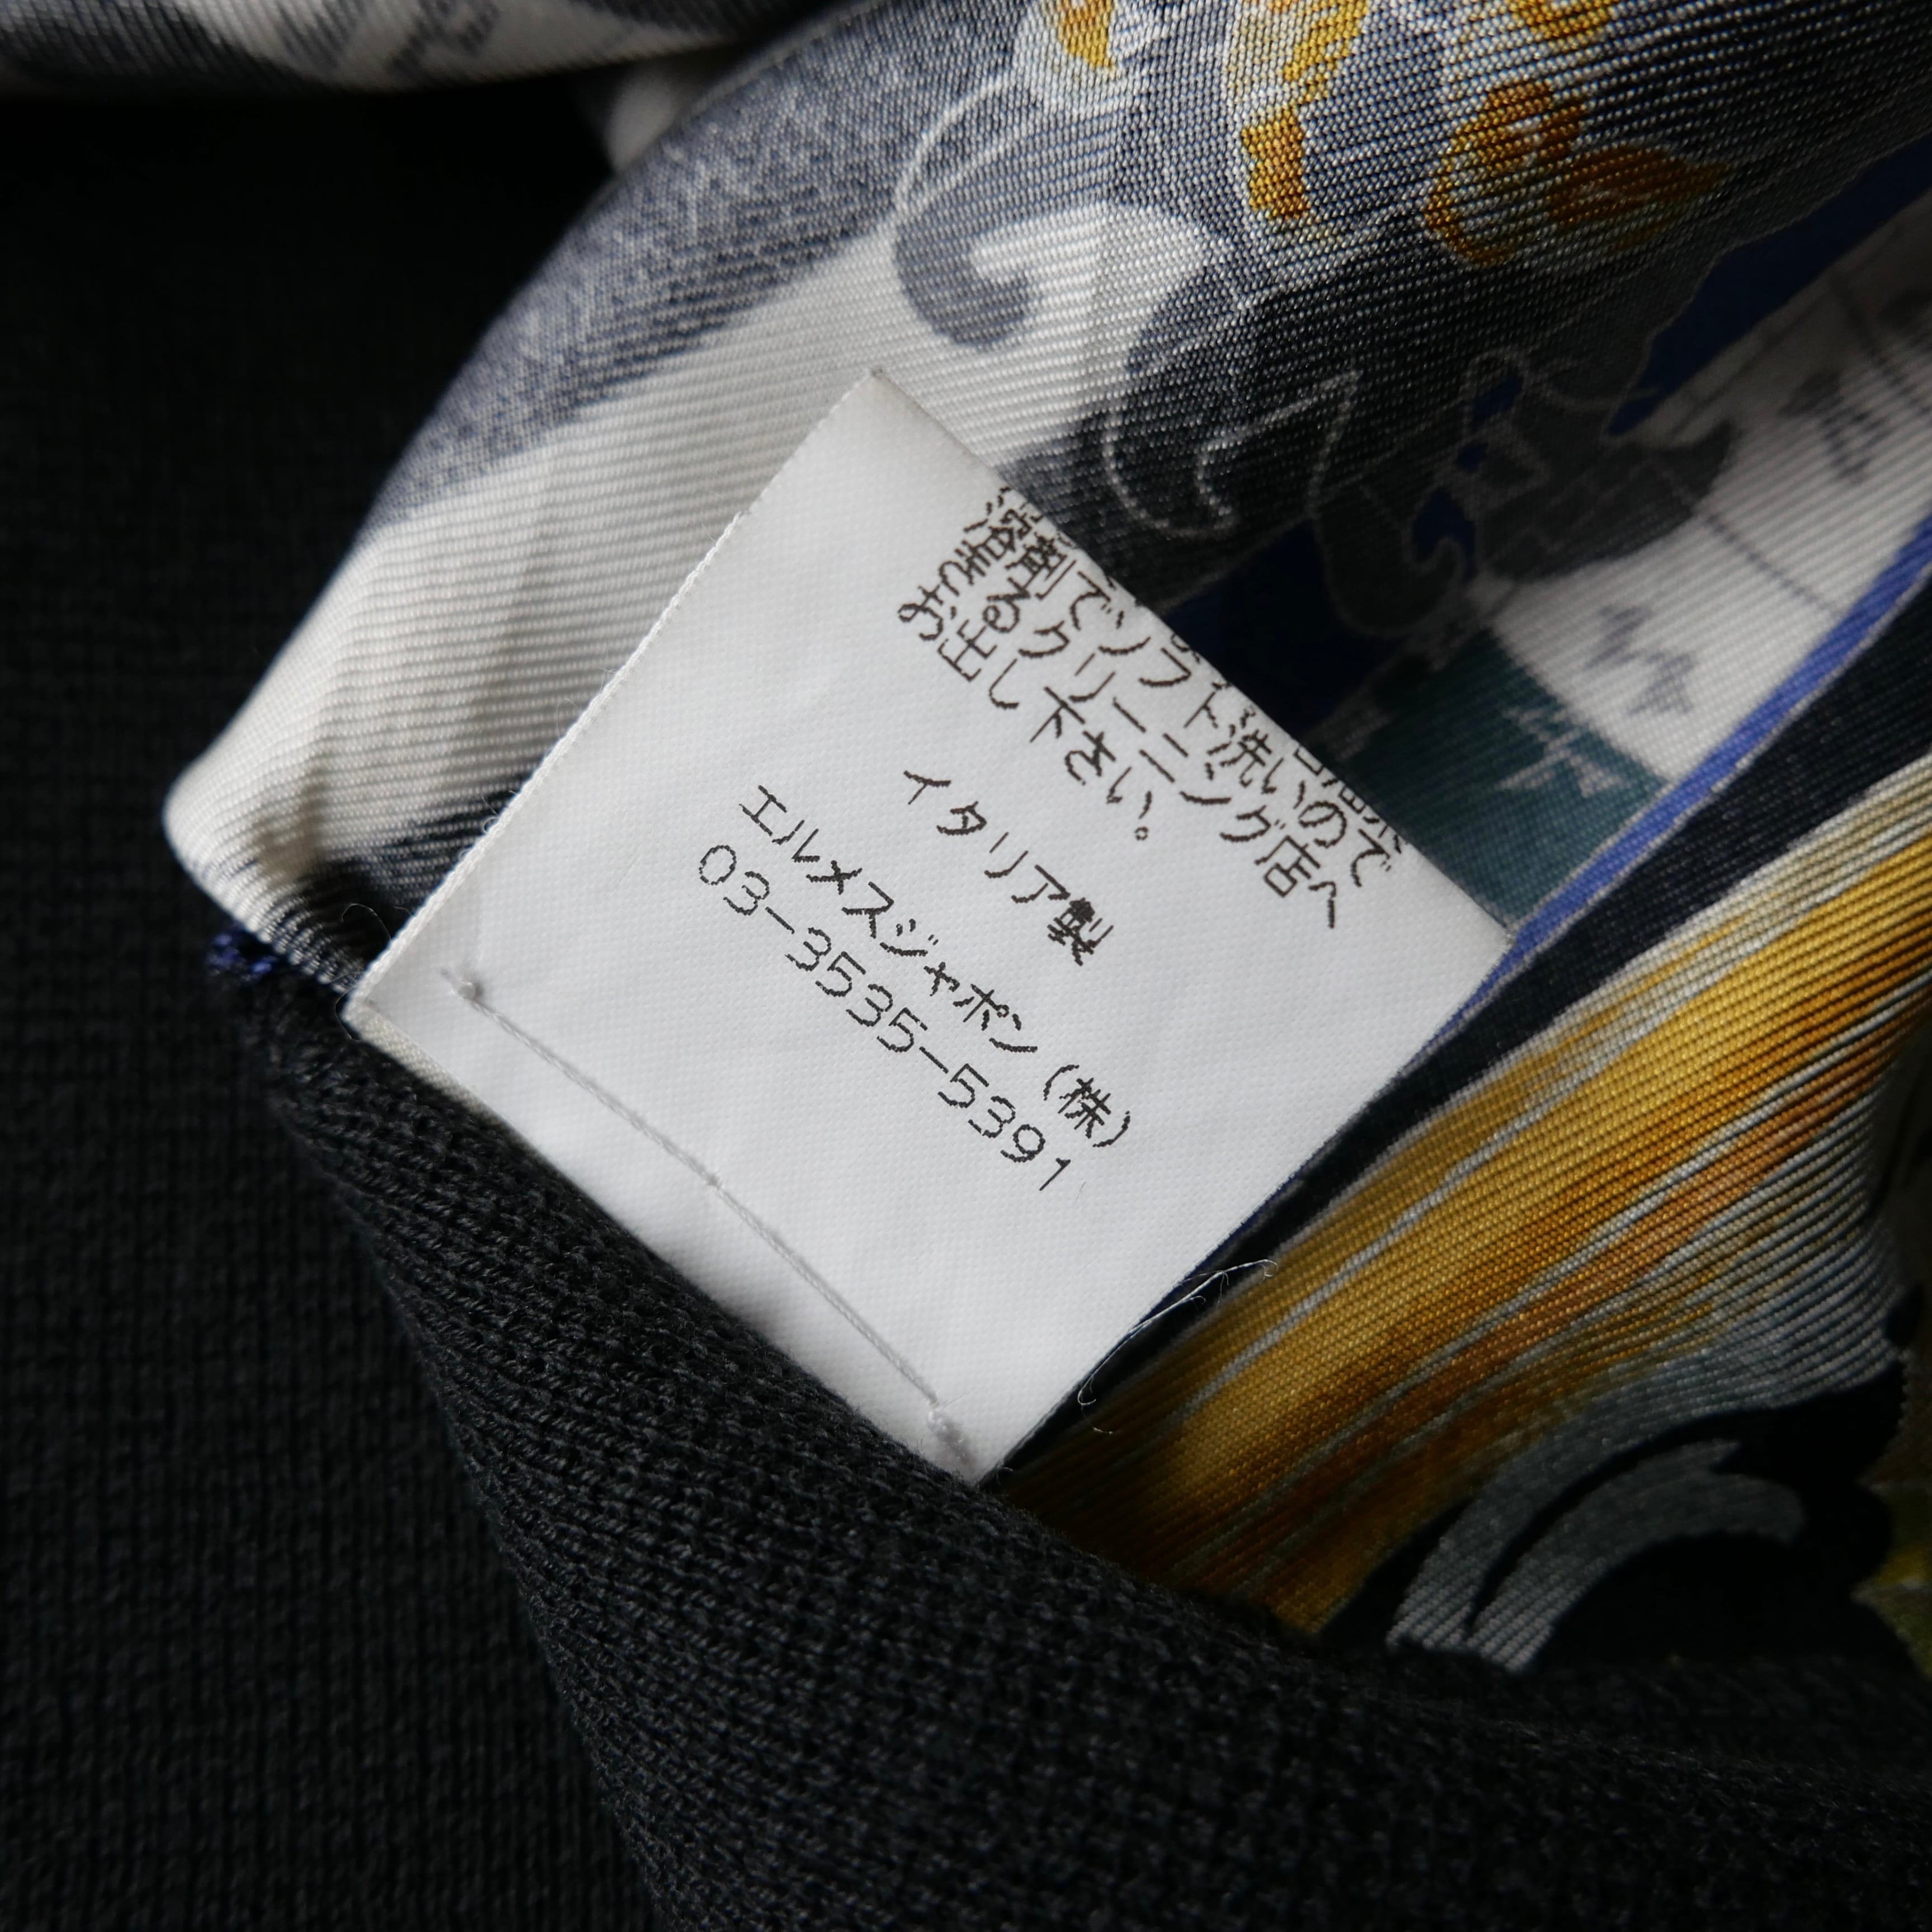 溶剤でソフト洗いので
きるクリーニング店へ
お出し下さい。
イタリア製
エルメスジャポン（株）
03-3535-5391